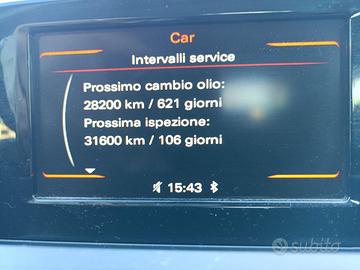 Car
Intervalli service
Prossimo cambio olio:
28200 km / 621 giorni
Prossima ispezione:
31600 km / 106 giorni
15:43
subito